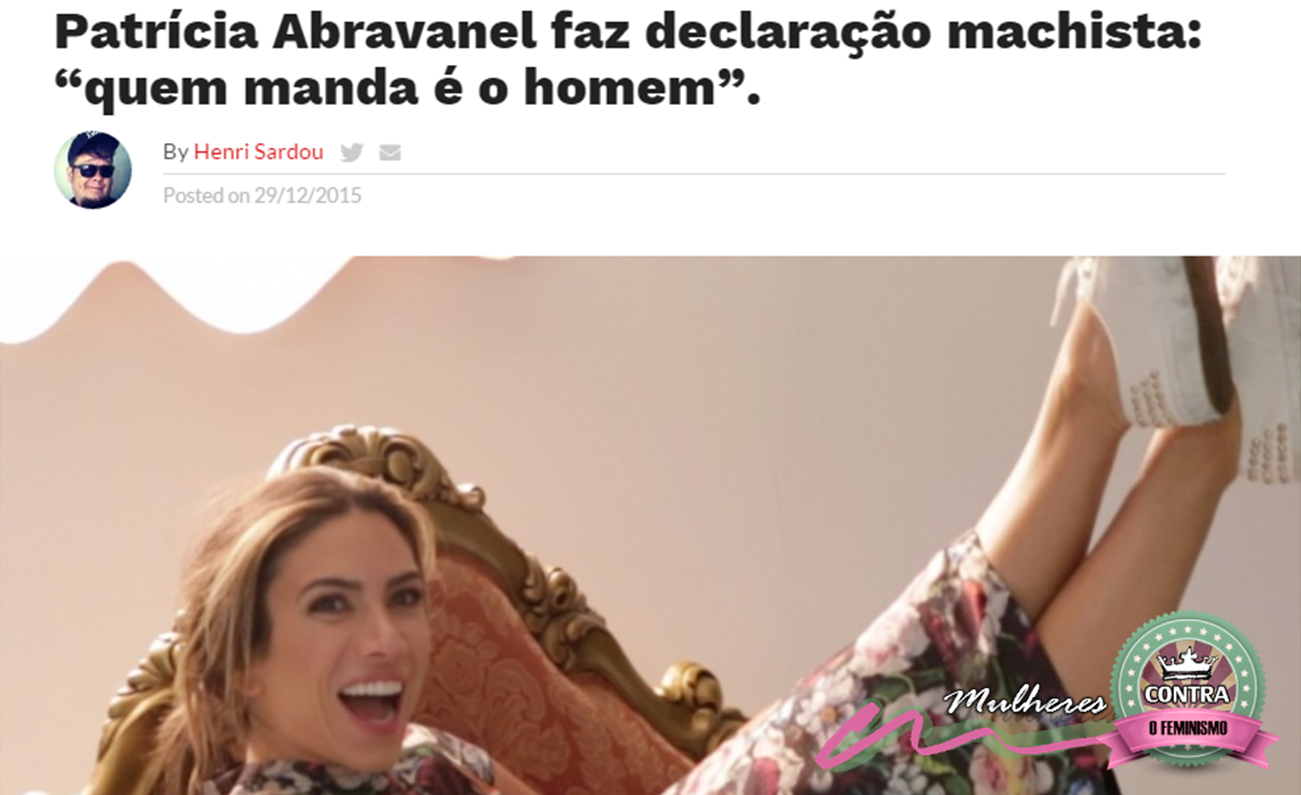 Patrícia Abravanel faz declaração machista:
“quem manda é o homem”.
By Henri Sardou
Posted on 29/12/2015
Mulheres
CONTRA
O FEMINISMO